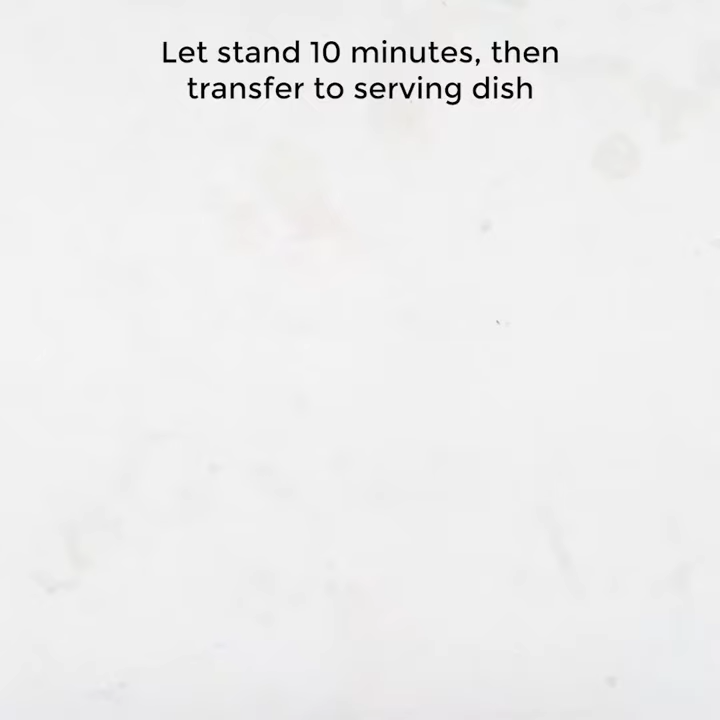 Let stand 10 minutes, then
transfer to serving dish